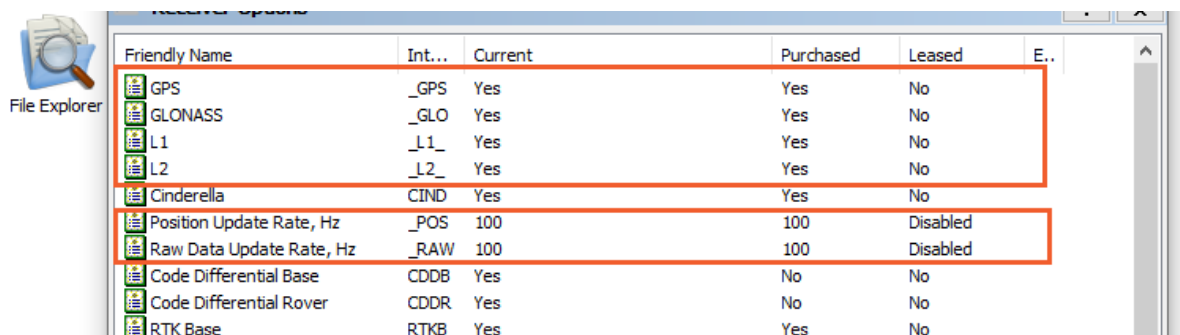 Friendly Name Int... Current Purchased Leased E..
GPS _GPS Yes Yes No
File Explorer
GLONASS _GLO Yes Yes No
L1 _L1_ Yes Yes No
L2 _L2_ Yes Yes No
Cinderella CIND Yes Yes No
Position Update Rate, Hz _POS 100 100 Disabled
Raw Data Update Rate, Hz _RAW 100 100 Disabled
Code Differential Base CDDB Yes No No
Code Differential Rover CDDR Yes No No
RTK Base RTKB Yes Yes No